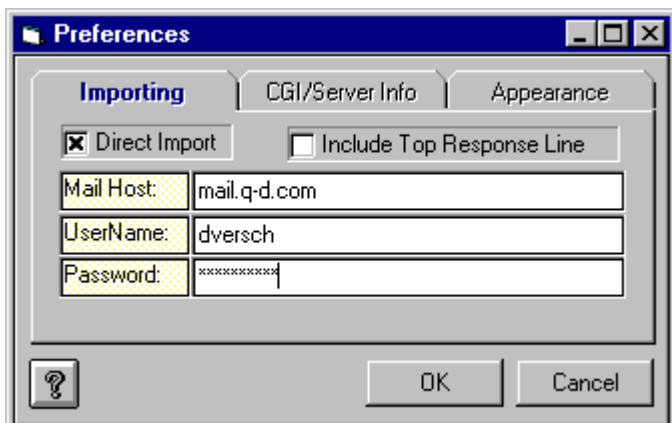 Preferences
Importing CGI/Server Info Appearance
Direct Import Include Top Response Line
Mail Host: mail.q-d.com
UserName: dversch
Password: **********
? OK Cancel